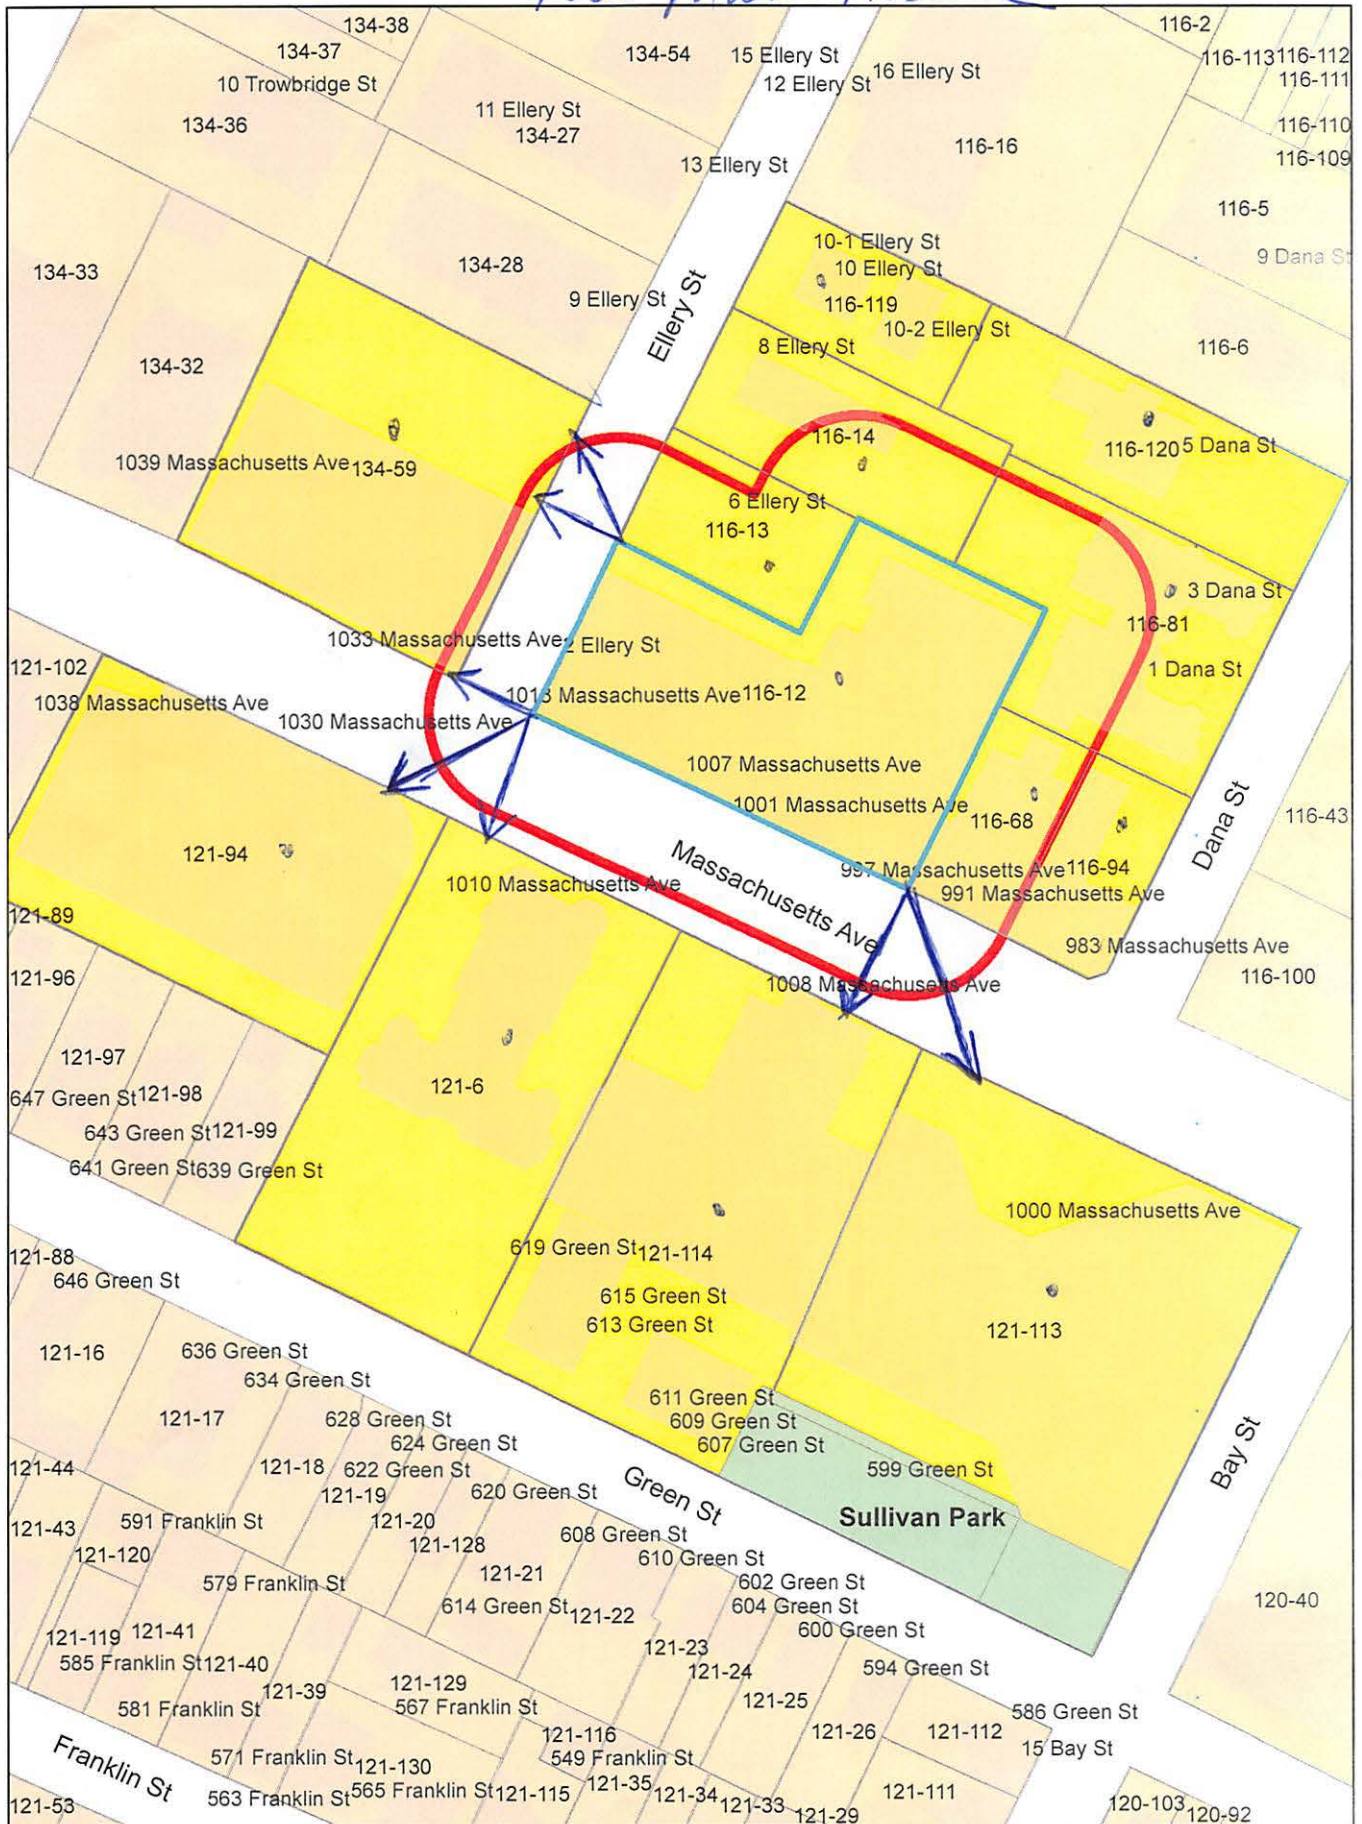 134-38
116-2
134-37
134-54
15 Ellery St
116-113 116-112
10 Trowbridge St
12 Ellery St
16 Ellery St
116-111
11 Ellery St
134-36
134-27
116-110
116-16
13 Ellery St
116-109
116-5
10-1 Ellery St
9 Dana St
134-33
134-28
10 Ellery St
9 Ellery St
116-119
Ellery St
10-2 Ellery St
8 Ellery St
116-6
134-32
116-14
116-120 5 Dana St
1039 Massachusetts Ave 134-59
6 Ellery St
116-13
3 Dana St
116-81
1033 Massachusetts Ave 2 Ellery St
121-102
1 Dana St
1038 Massachusetts Ave
1013 Massachusetts Ave 116-12
1030 Massachusetts Ave
1007 Massachusetts Ave
1001 Massachusetts Ave
116-68
116-43
Dana St
121-94
Massachusetts Ave
997 Massachusetts Ave 116-94
1010 Massachusetts Ave
991 Massachusetts Ave
121-89
983 Massachusetts Ave
121-96
1008 Massachusetts Ave
116-100
121-97
121-6
647 Green St 121-98
643 Green St 121-99
641 Green St 639 Green St
1000 Massachusetts Ave
619 Green St 121-114
121-88
646 Green St
615 Green St
613 Green St
121-113
121-16
636 Green St
634 Green St
611 Green St
121-17
628 Green St
609 Green St
624 Green St
607 Green St
Bay St
121-44
121-18
622 Green St
599 Green St
121-19
620 Green St
Green St
Sullivan Park
121-43
591 Franklin St
121-20
608 Green St
121-120
121-128
610 Green St
579 Franklin St
121-21
602 Green St
120-40
614 Green St 121-22
604 Green St
121-119
121-41
600 Green St
585 Franklin St 121-40
121-23
121-24
594 Green St
121-39
121-129
581 Franklin St
567 Franklin St
121-25
586 Green St
121-116
121-26
121-112
15 Bay St
Franklin St
571 Franklin St 121-130
549 Franklin St
563 Franklin St 565 Franklin St 121-115
121-35
121-34
121-33
121-29
121-111
121-53
120-103 120-92